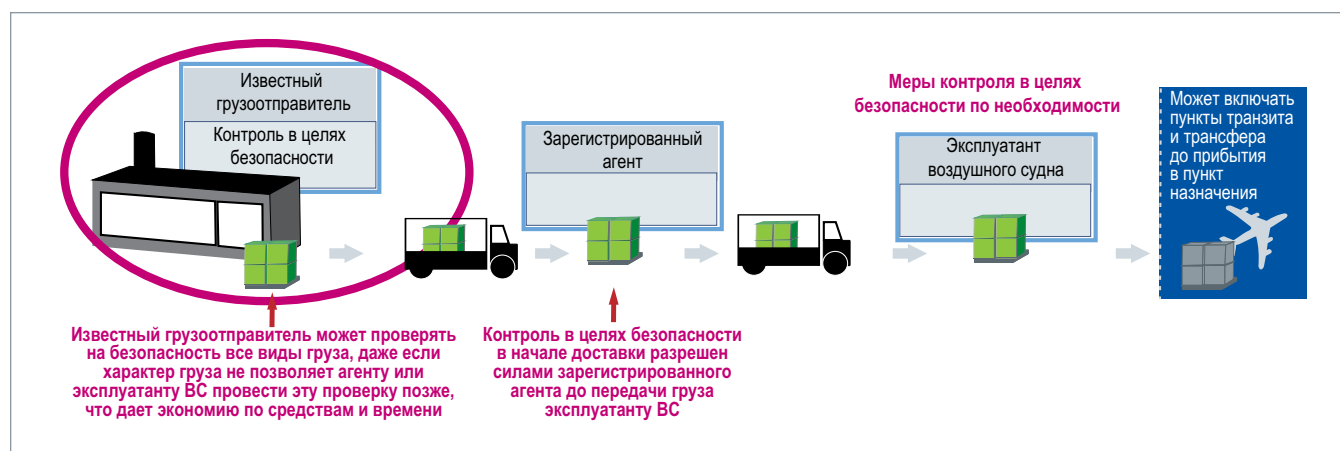 Известный
грузоотправитель
Контроль в целях
безопасности
Зарегистрированный
агент
Меры контроля в целях
безопасности по необходимости
Эксплуатант
воздушного судна
Может включать
пункты транзита
и трансфера
до прибытия
в пункт
назначения
Известный грузоотправитель может проверять
на безопасность все виды груза, даже если
характер груза не позволяет агенту или
эксплуатанту ВС провести эту проверку позже,
что дает экономию по средствам и времени
Контроль в целях безопасности
в начале доставки разрешен
силами зарегистрированного
агента до передачи груза
эксплуатанту ВС